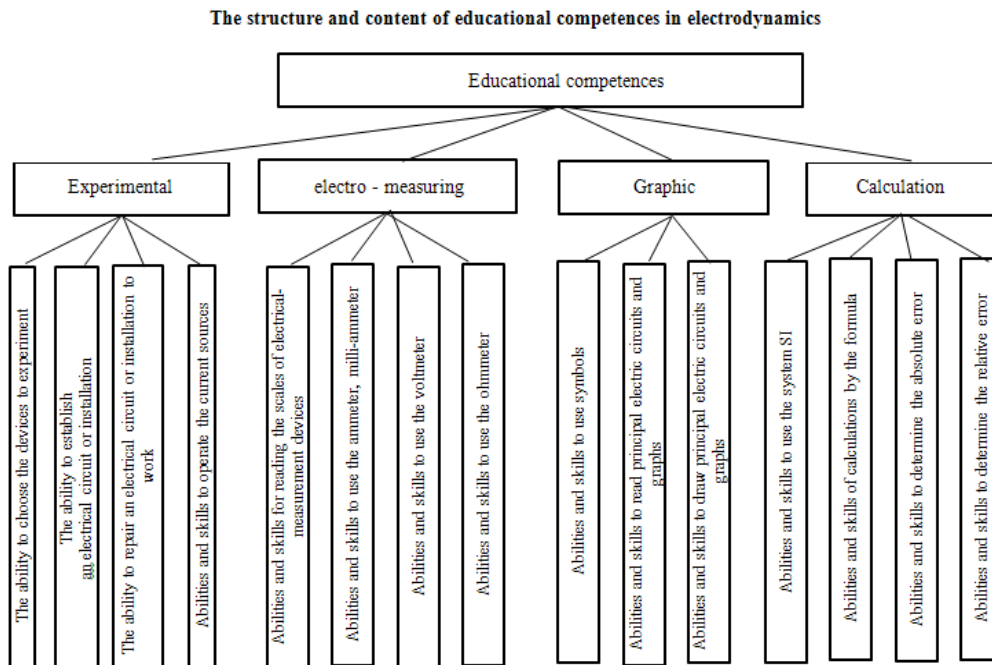 The structure and content of educational competences in electrodynamics
Educational competences
Experimental
electro - measuring
Graphic
Calculation
The ability to choose the devices to experiment
The ability to establish
an electrical circuit or installation
The ability to repair an electrical circuit or installation to
work
Abilities and skills to operate the current sources
Abilities and skills for reading the scales of electrical-
measurement devices
Abilities and skills to use the ammeter, milli-ammeter
Abilities and skills to use the voltmeter
Abilities and skills to use the ohmmeter
Abilities and skills to use symbols
Abilities and skills to read principal electric circuits and
graphs
Abilities and skills to draw principal electric circuits and
graphs
Abilities and skills to use the system SI
Abilities and skills of calculations by the formula
Abilities and skills to determine the absolute error
Abilities and skills to determine the relative error